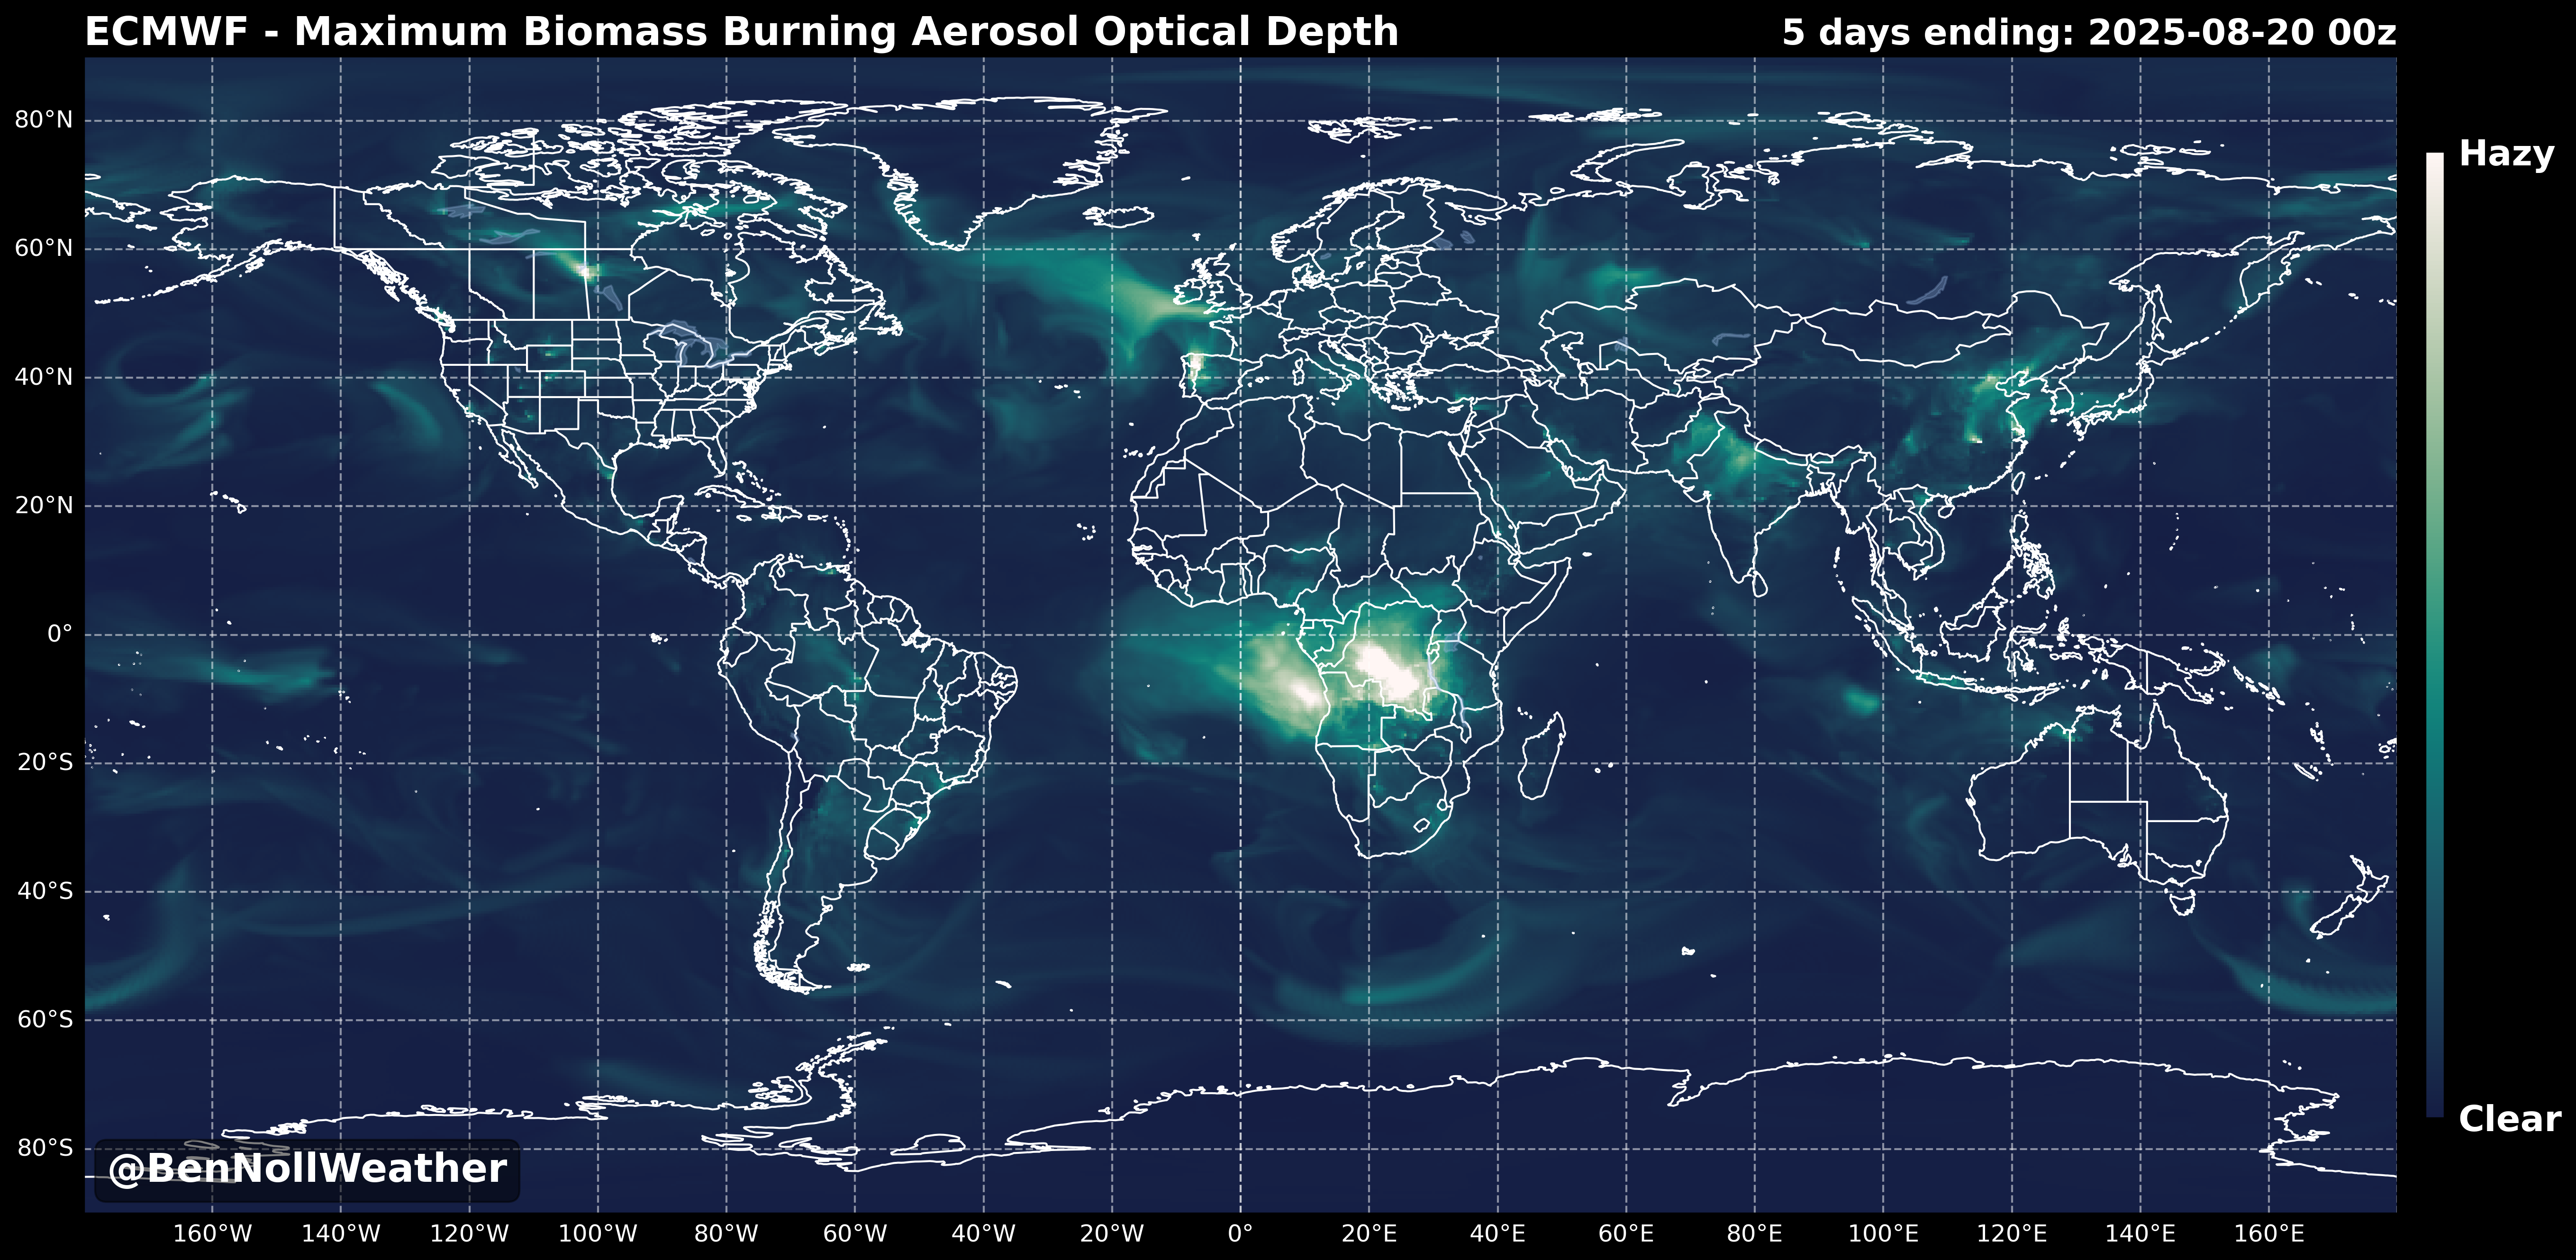 ECMWF - Maximum Biomass Burning Aerosol Optical Depth
5 days ending: 2025-08-20 00z
80°N
60°N
40°N
20°N
0°
20°S
40°S
60°S
80°S
Hazy
Clear
@BenNollWeather
160°W 140°W 120°W 100°W 80°W 60°W 40°W 20°W 0° 20°E 40°E 60°E 80°E 100°E 120°E 140°E 160°E